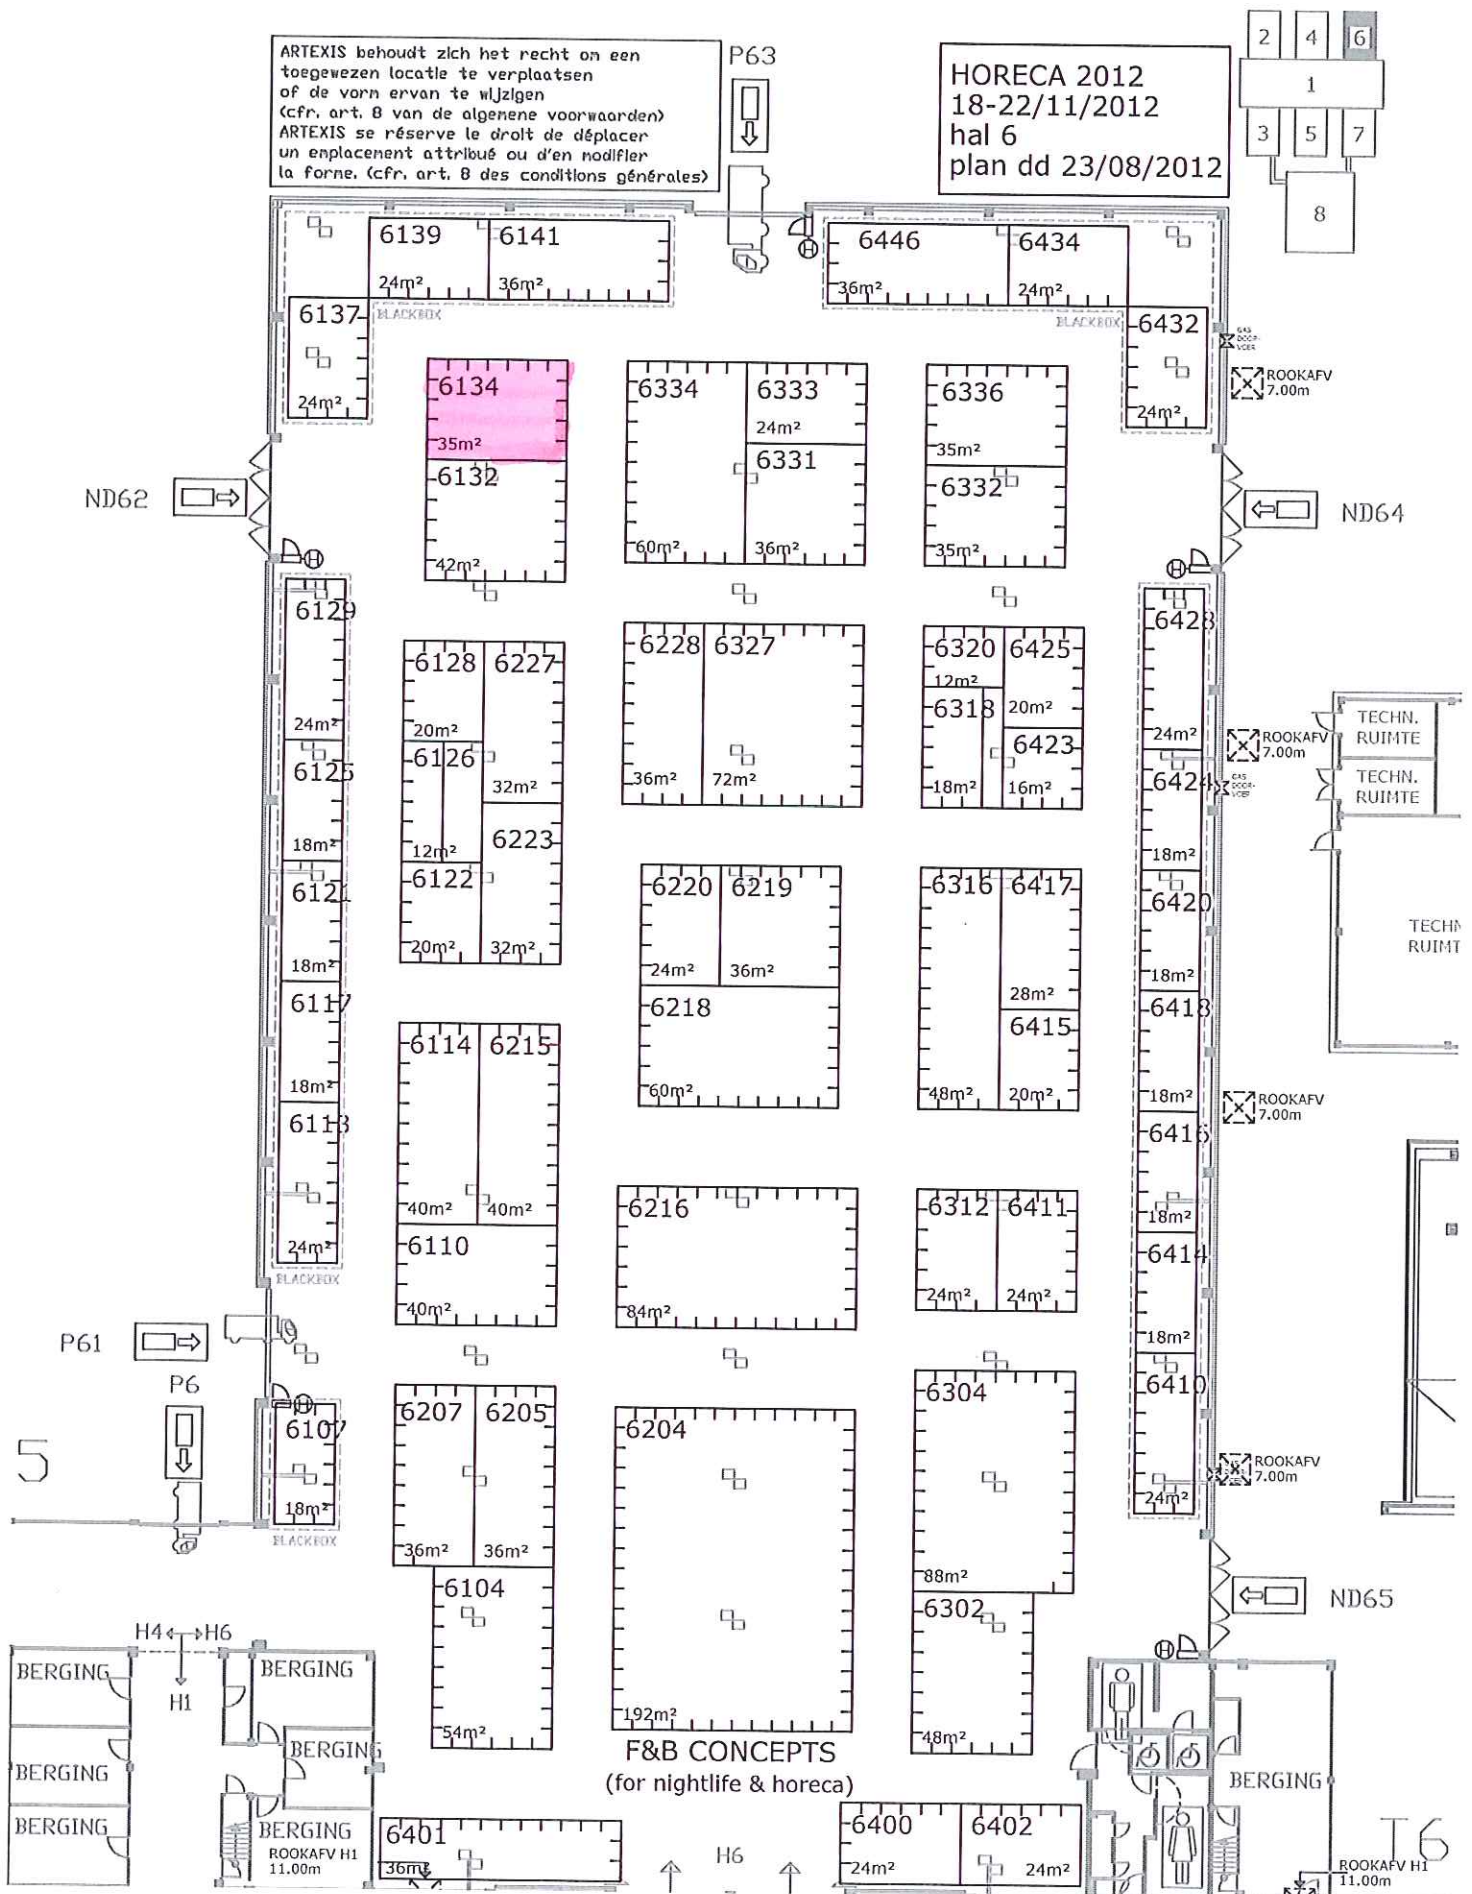 ARTEXIS behoudt zich het recht om een
toegewezen locatie te verplaatsen
of de vorm ervan te wijzigen
(cfr. art. 8 van de algemene voorwaarden)
ARTEXIS se réserve le droit de déplacer
un emplacement attribué ou d'en modifier
la forme. (cfr. art. 8 des conditions générales)
P63
HORECA 2012
18-22/11/2012
hal 6
plan dd 23/08/2012
2 4 6
1
3 5 7
8
6139 6141
24m² 36m²
BLACKBOX
6446 6434
36m² 24m²
BLACKBOX
6137
24m²
6432
24m²
GAS
DOOR-
VOER
ROOKAFV
7.00m
6134
35m²
6132
42m²
6334
60m²
6333
24m²
6331
36m²
6336
35m²
6332
35m²
ND62
ND64
H
H
H
6129
24m²
6125
18m²
6121
18m²
6117
18m²
6113
24m²
BLACKBOX
6128
20m²
6227
32m²
6126
12m²
6223
32m²
6122
20m²
6228
36m²
6327
72m²
6320
12m²
6425
20m²
6318
18m²
6423
16m²
6428
24m²
6424
18m²
6420
18m²
6418
18m²
6416
18m²
6414
18m²
6410
24m²
ROOKAFV
7.00m
GAS
DOOR-
VOER
TECHN.
RUIMTE
TECHN.
RUIMTE
TECHN
RUIMT
6220
24m²
6219
36m²
6218
60m²
6316
48m²
6417
28m²
6415
20m²
ROOKAFV
7.00m
6114
40m²
6215
40m²
6110
40m²
6216
84m²
6312
24m²
6411
24m²
P61
P6
5
H
6107
18m²
BLACKBOX
6207
36m²
6205
36m²
6104
54m²
6204
192m²
6304
88m²
6302
48m²
ROOKAFV
7.00m
ND65
H
F&B CONCEPTS
(for nightlife & horeca)
H4 H6
H1
BERGING
BERGING
BERGING
BERGING
BERGING
BERGING
ROOKAFV H1
11.00m
BERGING
6401
36m²
H6
6400
24m²
6402
24m²
T6
ROOKAFV H1
11.00m